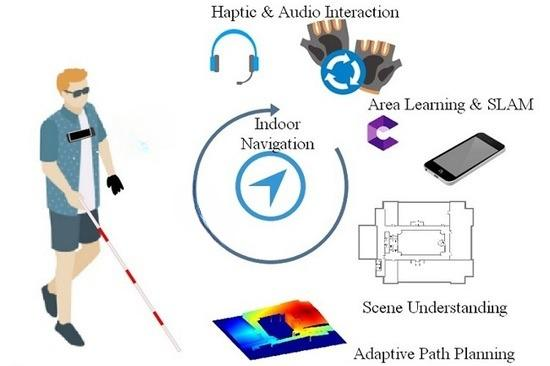 Haptic & Audio Interaction
Area Learning & SLAM
Indoor
Navigation
Scene Understanding
Adaptive Path Planning